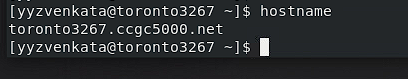 [yyzvenkata@toronto3267 ~]$ hostname
toronto3267.ccgc5000.net
[yyzvenkata@toronto3267 ~]$